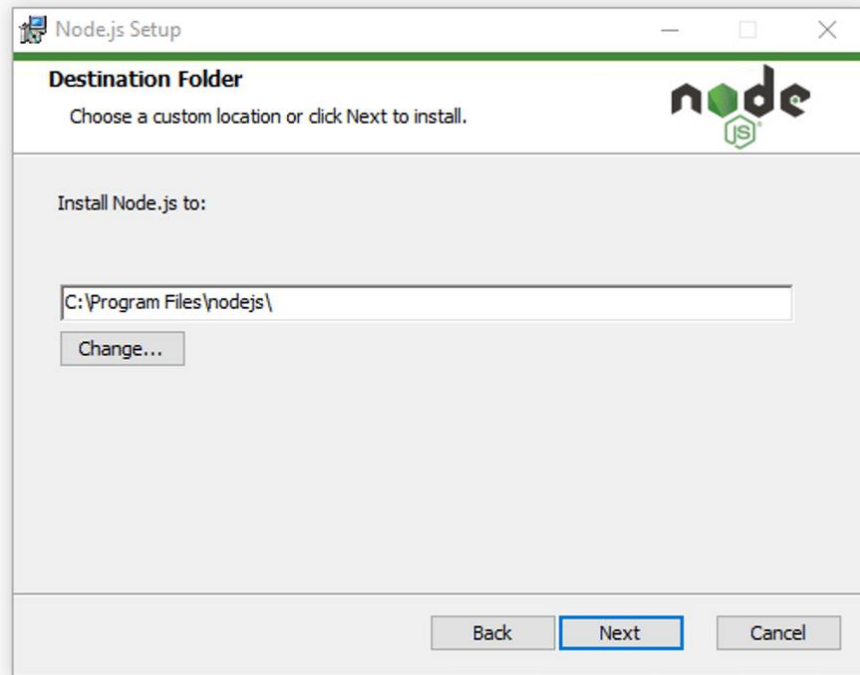 Node.js Setup
Destination Folder
Choose a custom location or click Next to install.
node
JS
Install Node.js to:
C:\Program Files\nodejs\
Change...
Back Next Cancel